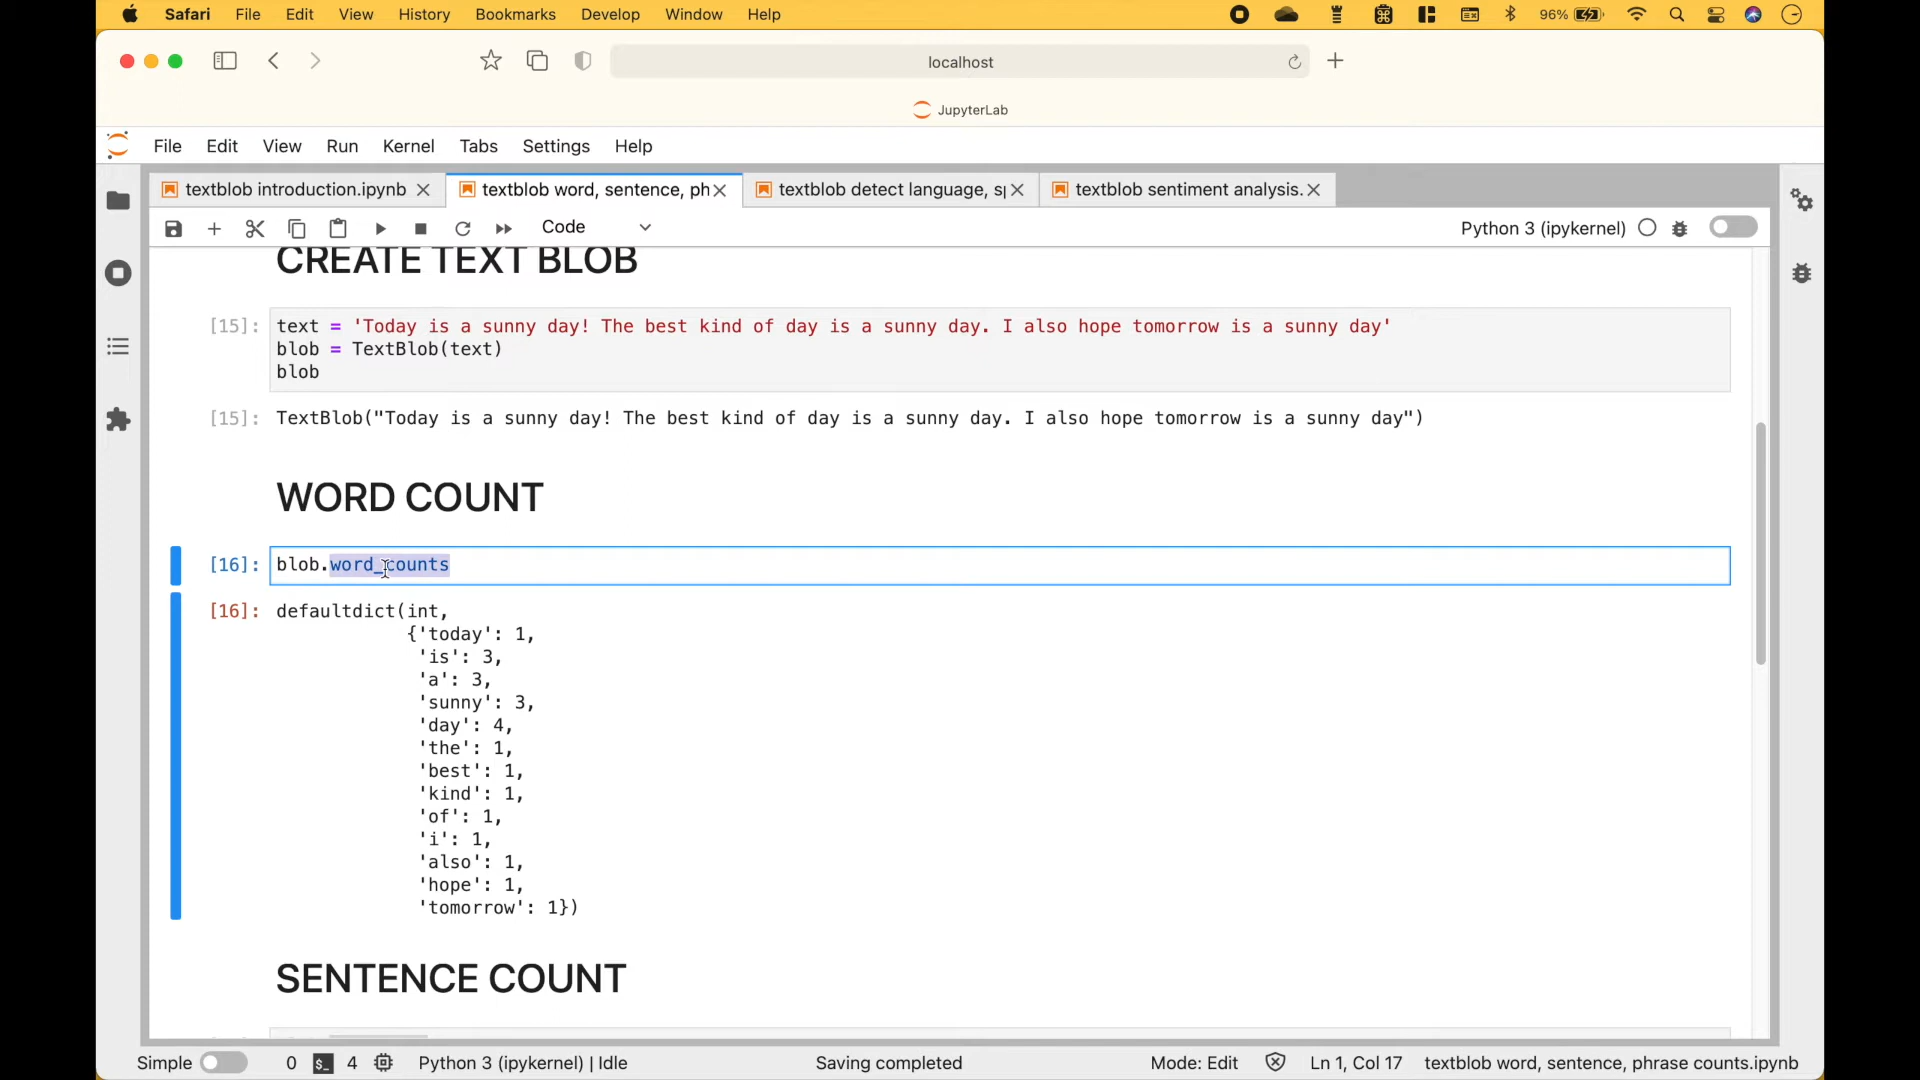 Safari File Edit View History Bookmarks Develop Window Help 96%
localhost
JupyterLab
File Edit View Run Kernel Tabs Settings Help
textblob introduction.ipynb textblob word, sentence, ph textblob detect language, sp textblob sentiment analysis.
Code Python 3 (ipykernel)
CREATE TEXT BLOB
[15]: text = 'Today is a sunny day! The best kind of day is a sunny day. I also hope tomorrow is a sunny day'
blob = TextBlob(text)
blob
[15]: TextBlob("Today is a sunny day! The best kind of day is a sunny day. I also hope tomorrow is a sunny day")
WORD COUNT
[16]: blob.word_counts
[16]: defaultdict(int,
{'today': 1,
'is': 3,
'a': 3,
'sunny': 3,
'day': 4,
'the': 1,
'best': 1,
'kind': 1,
'of': 1,
'i': 1,
'also': 1,
'hope': 1,
'tomorrow': 1})
SENTENCE COUNT
Simple 0 $_ 4 Python 3 (ipykernel) | Idle Saving completed Mode: Edit Ln 1, Col 17 textblob word, sentence, phrase counts.ipynb